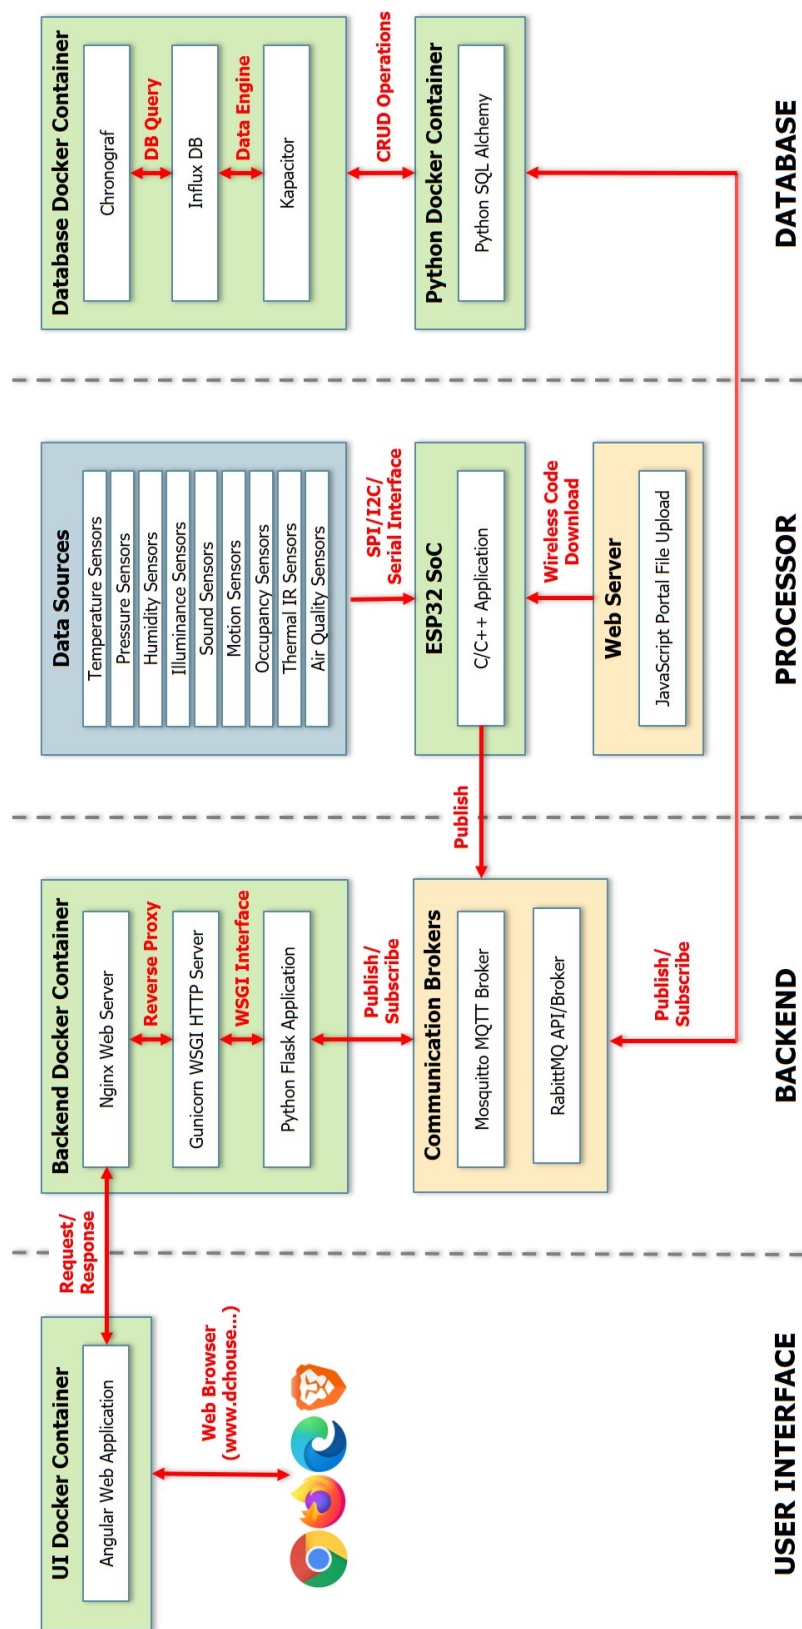 UI Docker Container
Angular Web Application
Web Browser
(www.dchouse...)
USER INTERFACE
Request/
Response
Backend Docker Container
Nginx Web Server
Reverse Proxy
Gunicorn WSGI HTTP Server
WSGI Interface
Python Flask Application
Publish/
Subscribe
Communication Brokers
Mosquitto MQTT Broker
RabittMQ API/Broker
Publish/
Subscribe
BACKEND
Publish
Data Sources
Temperature Sensors
Pressure Sensors
Humidity Sensors
Illuminance Sensors
Sound Sensors
Motion Sensors
Occupancy Sensors
Thermal IR Sensors
Air Quality Sensors
SPI/I2C/
Serial Interface
ESP32 SoC
C/C++ Application
Wireless Code
Download
Web Server
JavaScript Portal File Upload
PROCESSOR
Database Docker Container
Chronograf
DB Query
Influx DB
Data Engine
Kapacitor
CRUD Operations
Python Docker Container
Python SQL Alchemy
DATABASE